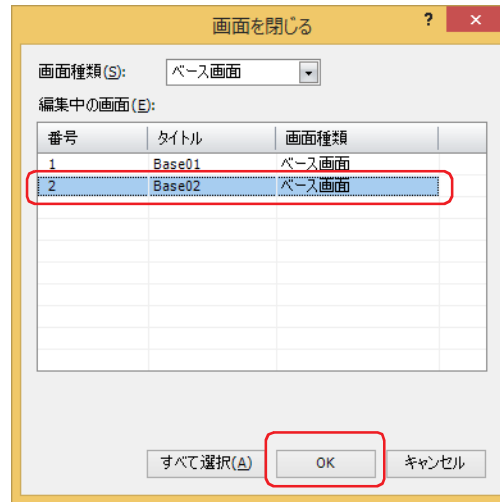 画面を閉じる ? ×
画面種類(S): ベース画面
編集中の画面(E):
番号 タイトル 画面種類
1 Base01 ベース画面
2 Base02 ベース画面
すべて選択(A) OK キャンセル